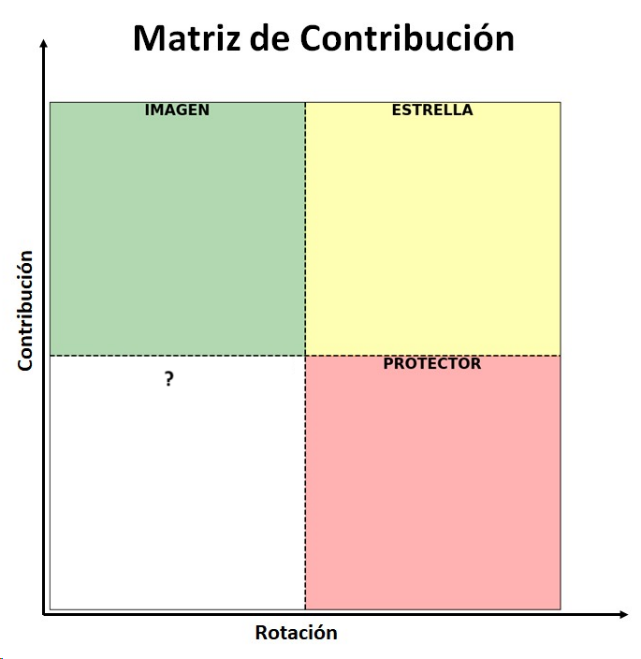 Matriz de Contribución
IMAGEN
ESTRELLA
Contribución
?
PROTECTOR
Rotación